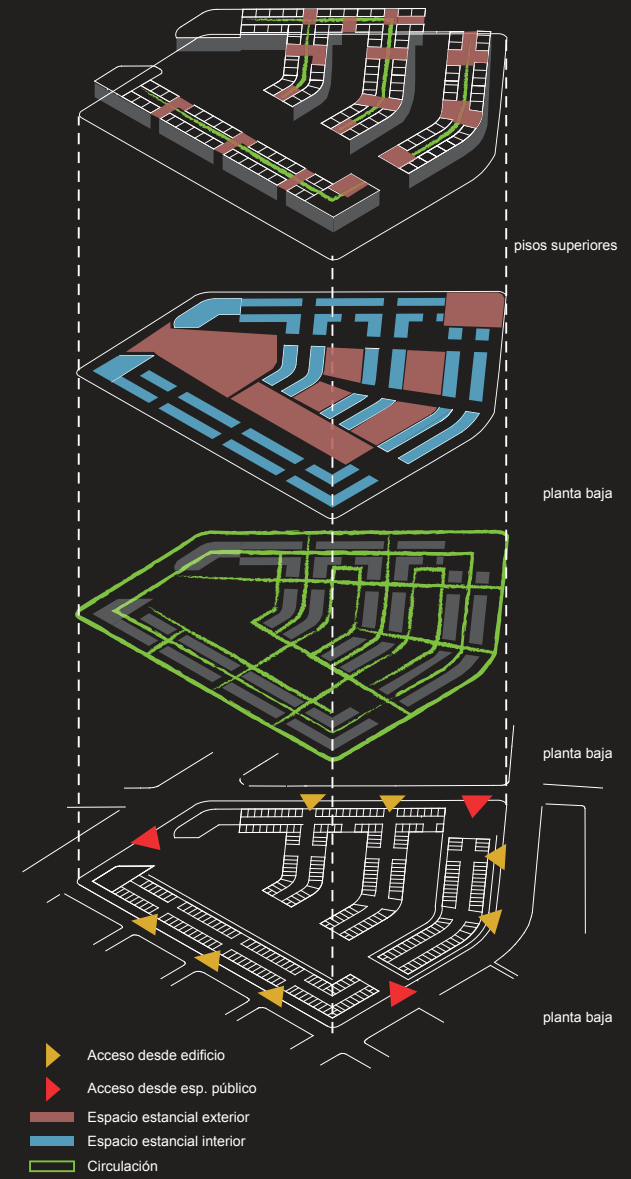 pisos superiores
planta baja
planta baja
planta baja
Acceso desde edificio
Acceso desde esp. público
Espacio estancial exterior
Espacio estancial interior
Circulación